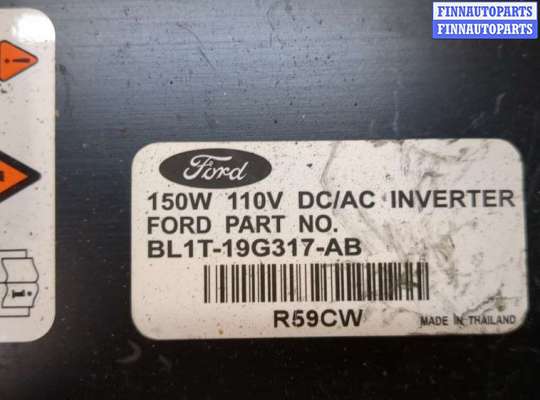 FINNAUTOPARTS
FINNAUTOPARTS
Ford
150W 110V DC/AC INVERTER
FORD PART NO.
BL1T-19G317-AB
R59CW
MADE IN THAILAND